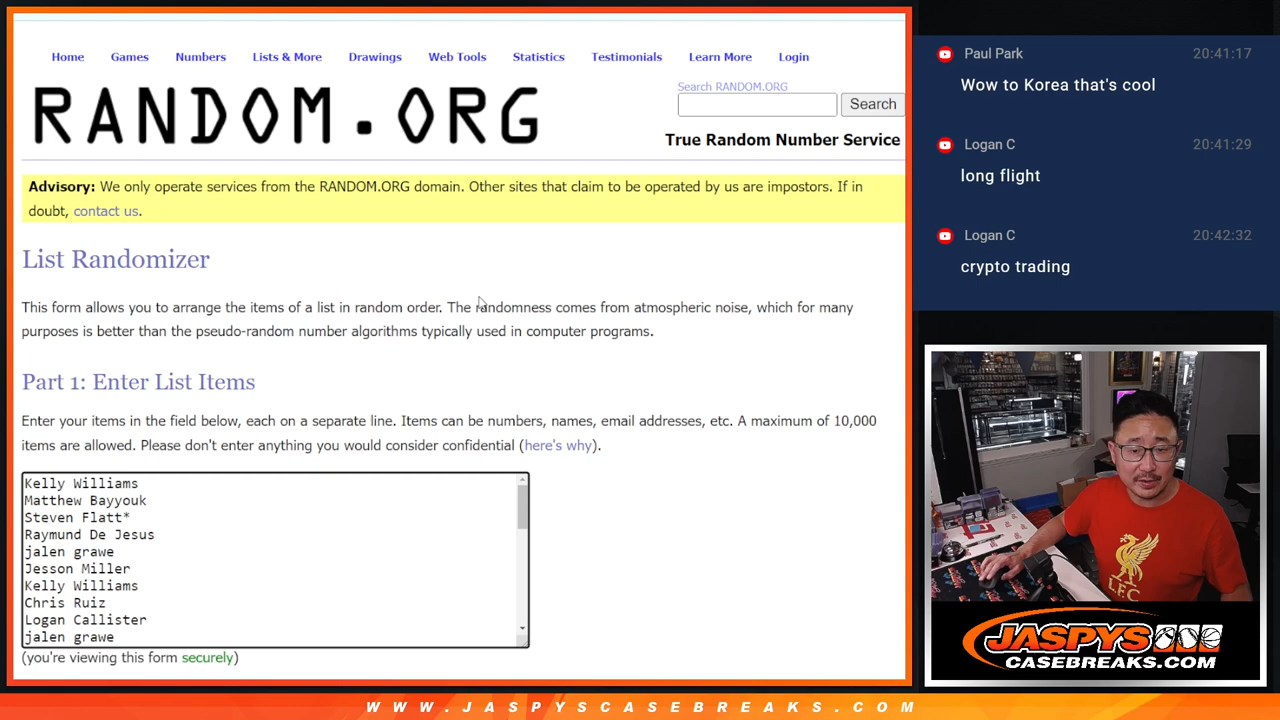 Home Games Numbers Lists & More Drawings Web Tools Statistics Testimonials Learn More Login
RANDOM.ORG
Search RANDOM.ORG
Search
True Random Number Service
Advisory: We only operate services from the RANDOM.ORG domain. Other sites that claim to be operated by us are impostors. If in
doubt, contact us.
List Randomizer
This form allows you to arrange the items of a list in random order. The randomness comes from atmospheric noise, which for many
purposes is better than the pseudo-random number algorithms typically used in computer programs.
Part 1: Enter List Items
Enter your items in the field below, each on a separate line. Items can be numbers, names, email addresses, etc. A maximum of 10,000
items are allowed. Please don't enter anything you would consider confidential (here's why).
Kelly Williams
Matthew Bayyouk
Steven Flatt*
Raymund De Jesus
jalen grawe
Jesson Miller
Kelly Williams
Chris Ruiz
Logan Callister
jalen grawe
(you're viewing this form securely)
Paul Park 20:41:17
Wow to Korea that's cool
Logan C 20:41:29
long flight
Logan C 20:42:32
crypto trading
L.F.C.
JASPYS
CASEBREAKS.COM
WWW.JASPYSCASEBREAKS.COM